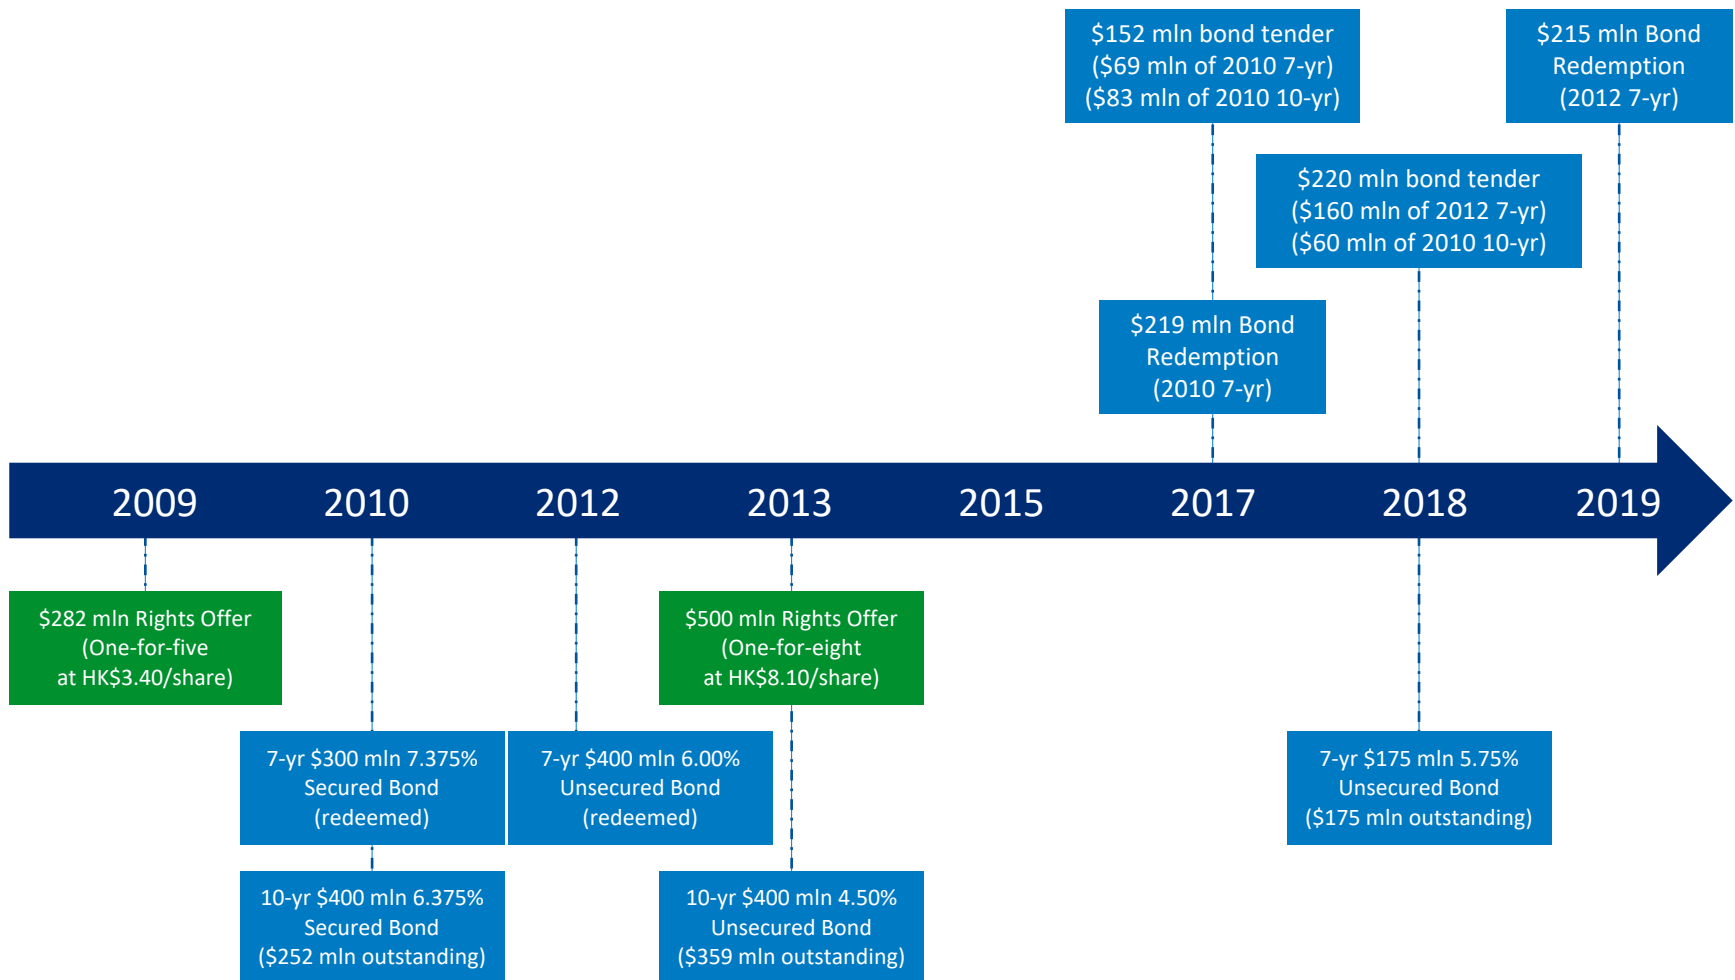 $152 mln bond tender
($69 mln of 2010 7-yr)
($83 mln of 2010 10-yr)
$215 mln Bond
Redemption
(2012 7-yr)
$220 mln bond tender
($160 mln of 2012 7-yr)
($60 mln of 2010 10-yr)
$219 mln Bond
Redemption
(2010 7-yr)
2009 2010 2012 2013 2015 2017 2018 2019
$282 mln Rights Offer
(One-for-five
at HK$3.40/share)
$500 mln Rights Offer
(One-for-eight
at HK$8.10/share)
7-yr $300 mln 7.375%
Secured Bond
(redeemed)
7-yr $400 mln 6.00%
Unsecured Bond
(redeemed)
7-yr $175 mln 5.75%
Unsecured Bond
($175 mln outstanding)
10-yr $400 mln 6.375%
Secured Bond
($252 mln outstanding)
10-yr $400 mln 4.50%
Unsecured Bond
($359 mln outstanding)